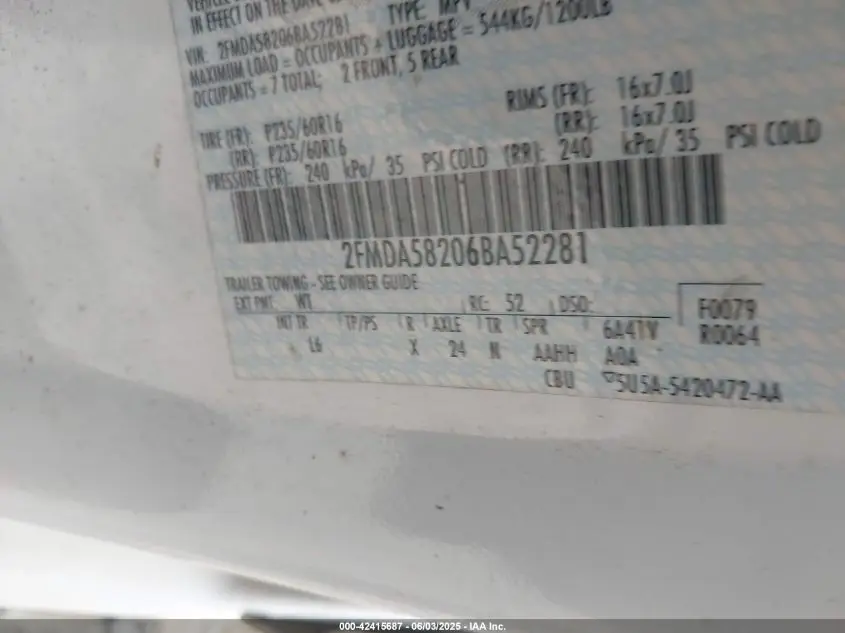 IN EFFECT ON THE DATE
VIN: 2FMDA58206BA52281 TYPE: MPV
MAXIMUM LOAD = OCCUPANTS + LUGGAGE = 544KG/1200LB
OCCUPANTS = 7 TOTAL; 2 FRONT, 5 REAR
RIMS (FR): 16x7.0J
TIRE (FR): P235/60R16 (RR): 16x7.0J
(RR): P235/60R16
PRESSURE (FR): 240 kPa/ 35 PSI COLD (RR): 240 kPa/ 35 PSI COLD
2FMDA58206BA52281
TRAILER TOWING - SEE OWNER GUIDE
EXT PNT: WT RC: 52 DSO: F0079
INT TR TP/PS R AXLE TR SPR 6A4TV R0064
L6 X 24 N AAHH AOA
CBU 5U5A-5420472-AA
000-42415687 - 06/03/2025 - IAA Inc.